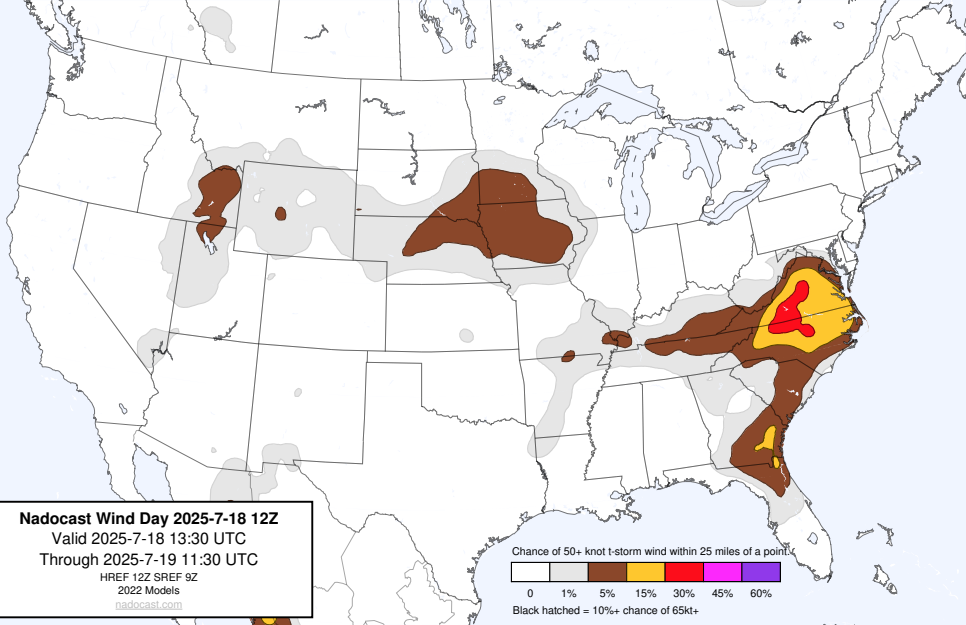 Nadocast Wind Day 2025-7-18 12Z
Valid 2025-7-18 13:30 UTC
Through 2025-7-19 11:30 UTC
HREF 12Z SREF 9Z
2022 Models
nadocast.com
Chance of 50+ knot t-storm wind within 25 miles of a point.
0 1% 5% 15% 30% 45% 60%
Black hatched = 10%+ chance of 65kt+